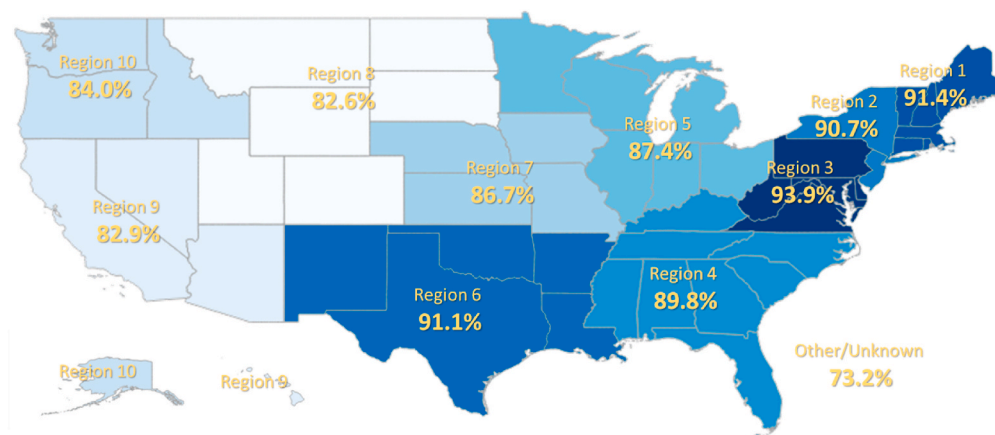 Region 10
84.0%
Region 8
82.6%
Region 1
91.4%
Region 2
90.7%
Region 5
87.4%
Region 7
86.7%
Region 3
93.9%
Region 9
82.9%
Region 6
91.1%
Region 4
89.8%
Other/Unknown
73.2%
Region 10
Region 9